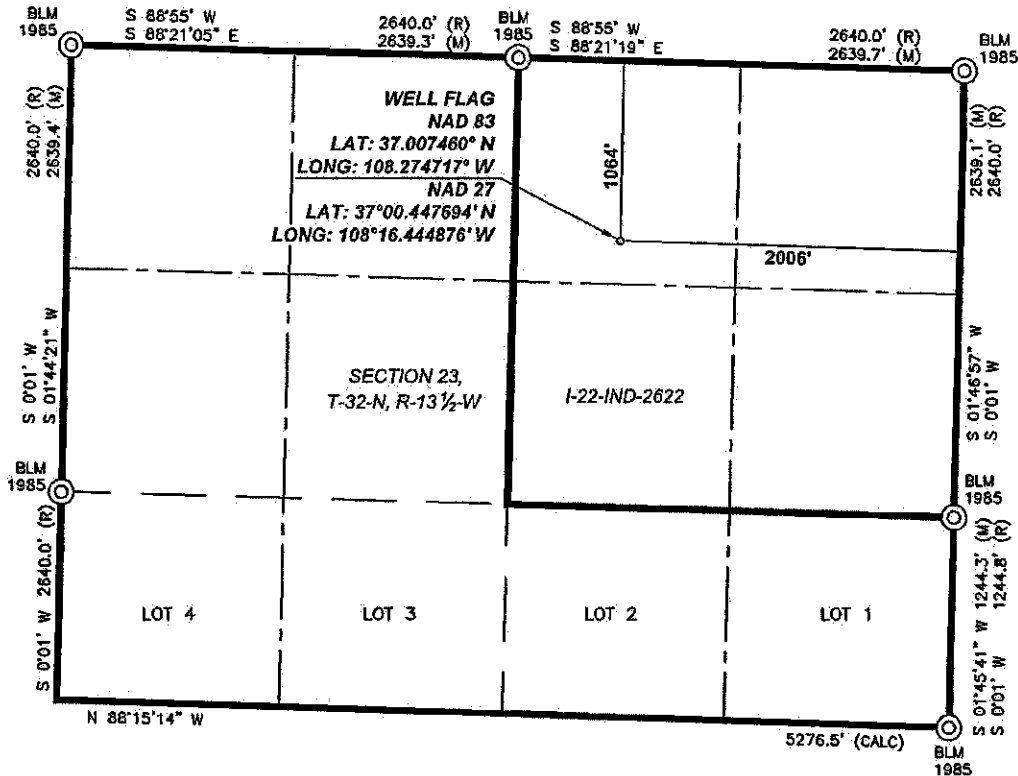 BLM
1985
S 88°55' W
S 88°21'05" E
2640.0' (R)
2639.3' (M)
BLM
1985
S 88°55' W
S 88°21'19" E
2640.0' (R)
2639.7' (M)
BLM
1985
2640.0' (R)
2639.4' (M)
WELL FLAG
NAD 83
LAT: 37.007460° N
LONG: 108.274717° W
NAD 27
LAT: 37°00.447694' N
LONG: 108°16.444876' W
1064'
2006'
2639.1' (M)
2640.0' (R)
S 0°01' W
S 01°44'21" W
SECTION 23,
T-32-N, R-13 ½-W
I-22-IND-2622
S 01°46'57" W
S 0°01' W
BLM
1985
BLM
1985
S 0°01' W 2640.0' (R)
LOT 4
LOT 3
LOT 2
LOT 1
S 01°45'41" W 1244.3' (M)
S 0°01' W 1244.8' (R)
N 88°15'14" W
5276.5' (CALC)
BLM
1985